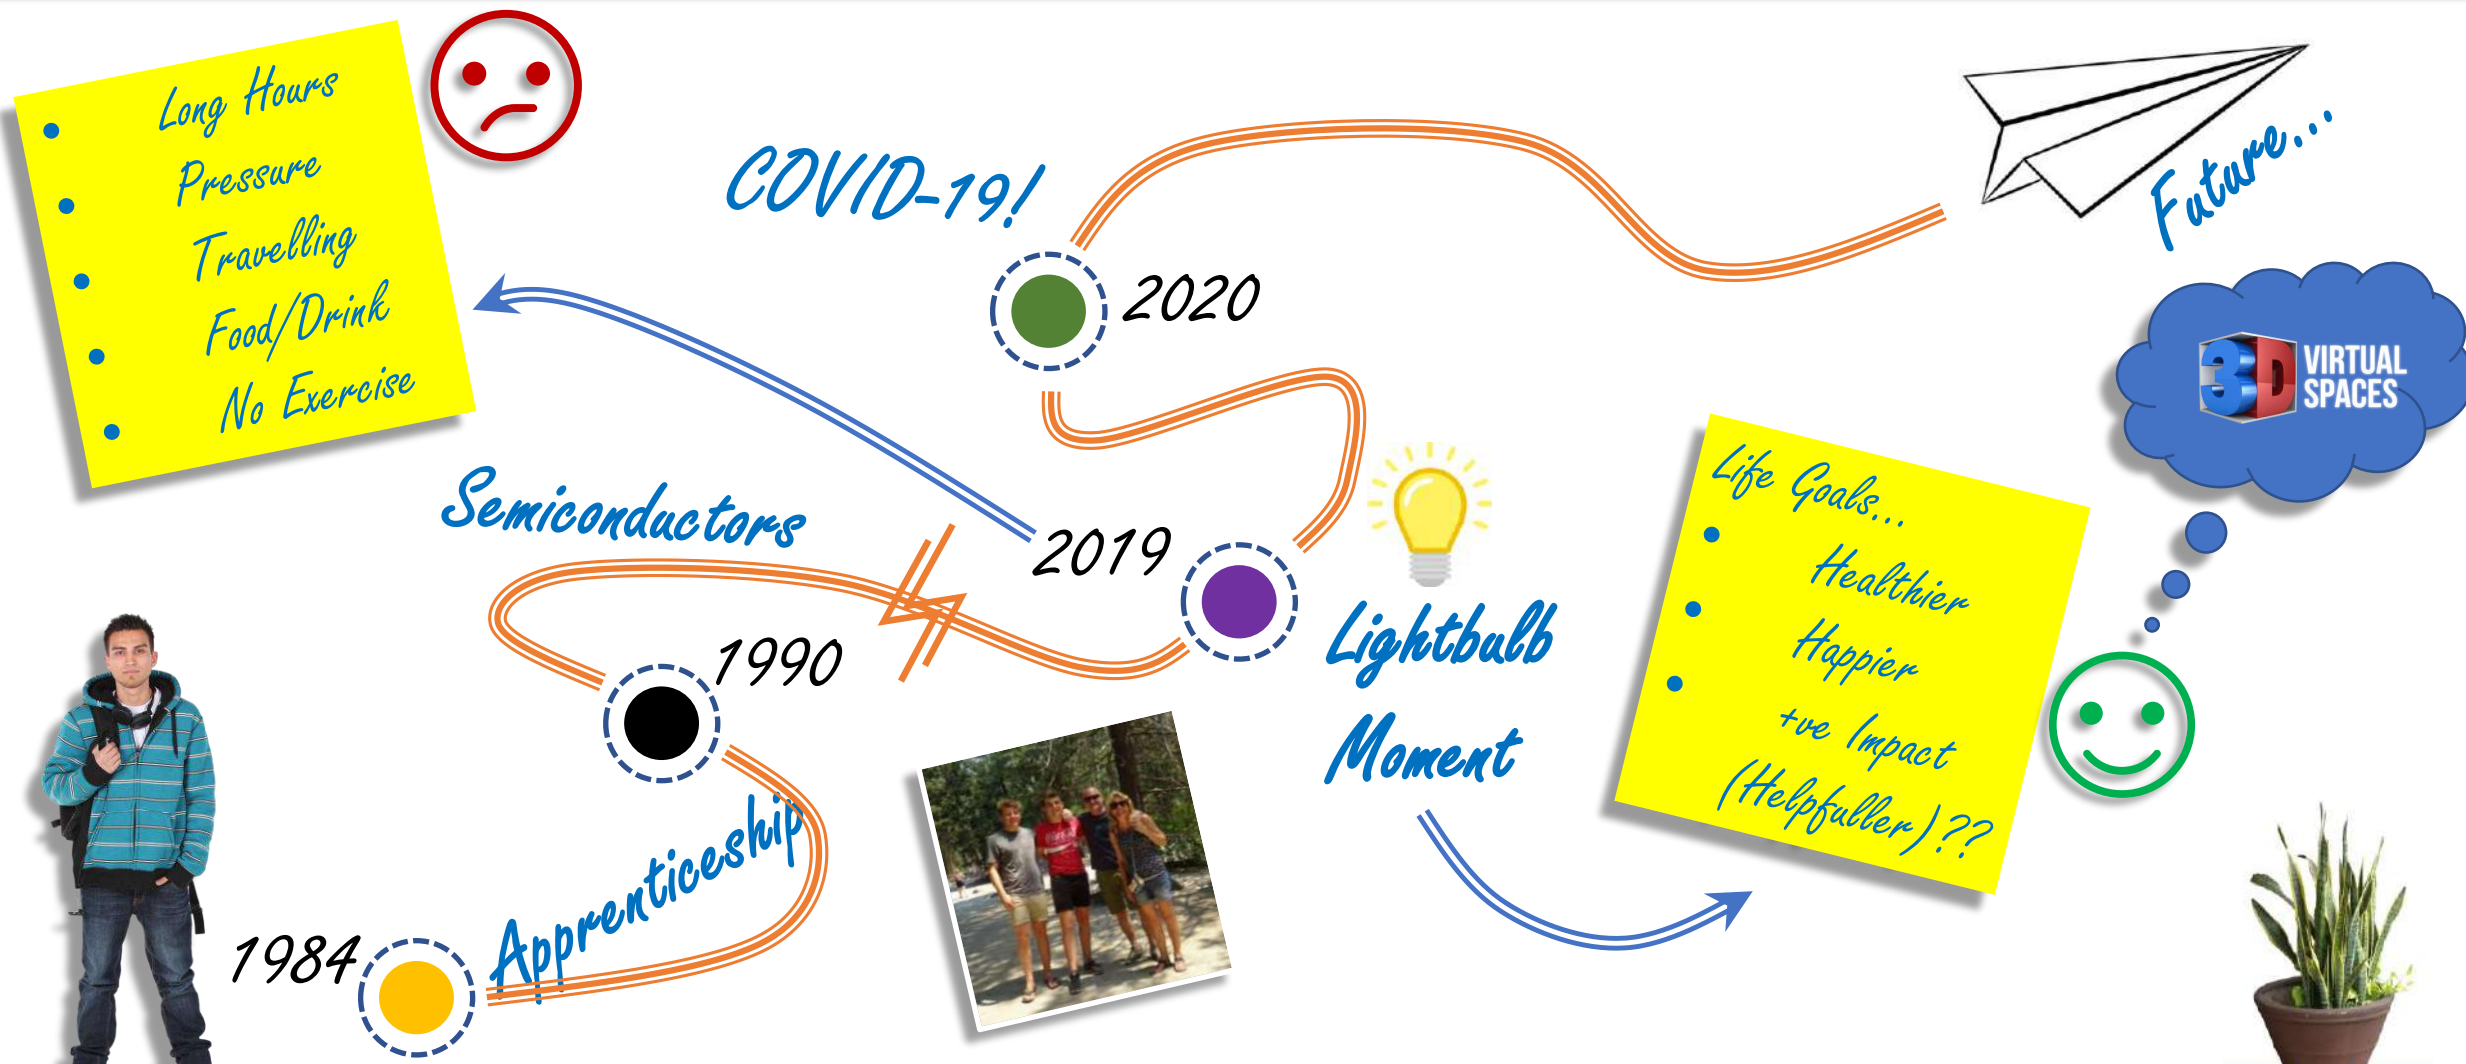 Long Hours
Pressure
Travelling
Food/Drink
No Exercise
COVID-19!
2020
Future...
3D VIRTUAL
SPACES
Semiconductors
2019
1990
Lightbulb
Moment
Life Goals...
Healthier
Happier
+ve Impact
(Helpfuller)??
Apprenticeship
1984